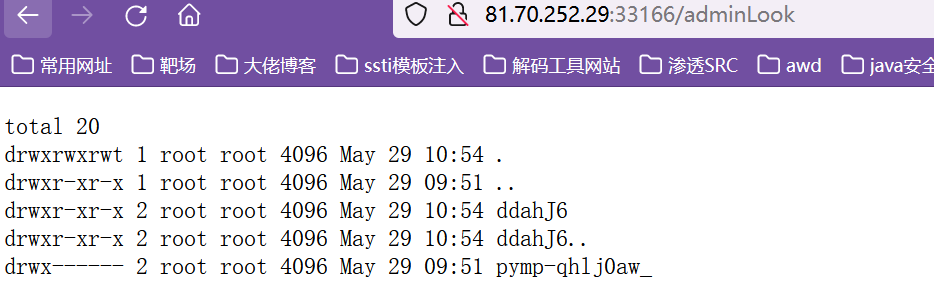 81.70.252.29:33166/adminLook
常用网址 靶场 大佬博客 ssti模板注入 解码工具网站 渗透SRC awd java安全
total 20
drwxrwxrwt 1 root root 4096 May 29 10:54 .
drwxr-xr-x 1 root root 4096 May 29 09:51 ..
drwxr-xr-x 2 root root 4096 May 29 10:54 ddahJ6
drwxr-xr-x 2 root root 4096 May 29 10:54 ddahJ6..
drwx------ 2 root root 4096 May 29 09:51 pymp-qhlj0aw_